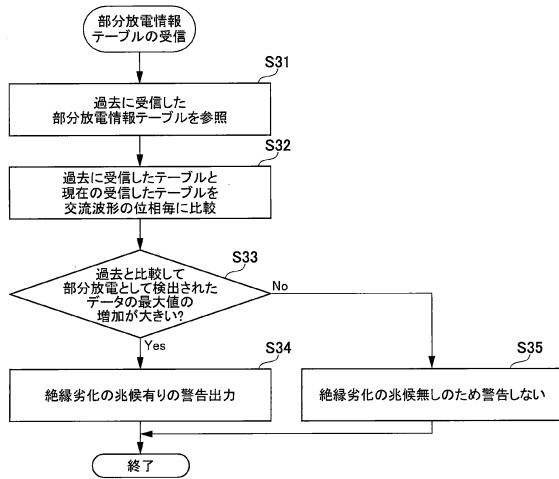 部分放電情報
テーブルの受信
S31
過去に受信した
部分放電情報テーブルを参照
S32
過去に受信したテーブルと
現在の受信したテーブルを
交流波形の位相毎に比較
S33
過去と比較して
部分放電として検出された
データの最大値の
増加が大きい?
No
Yes
S34
絶縁劣化の兆候有りの警告出力
S35
絶縁劣化の兆候無しのため警告しない
終了